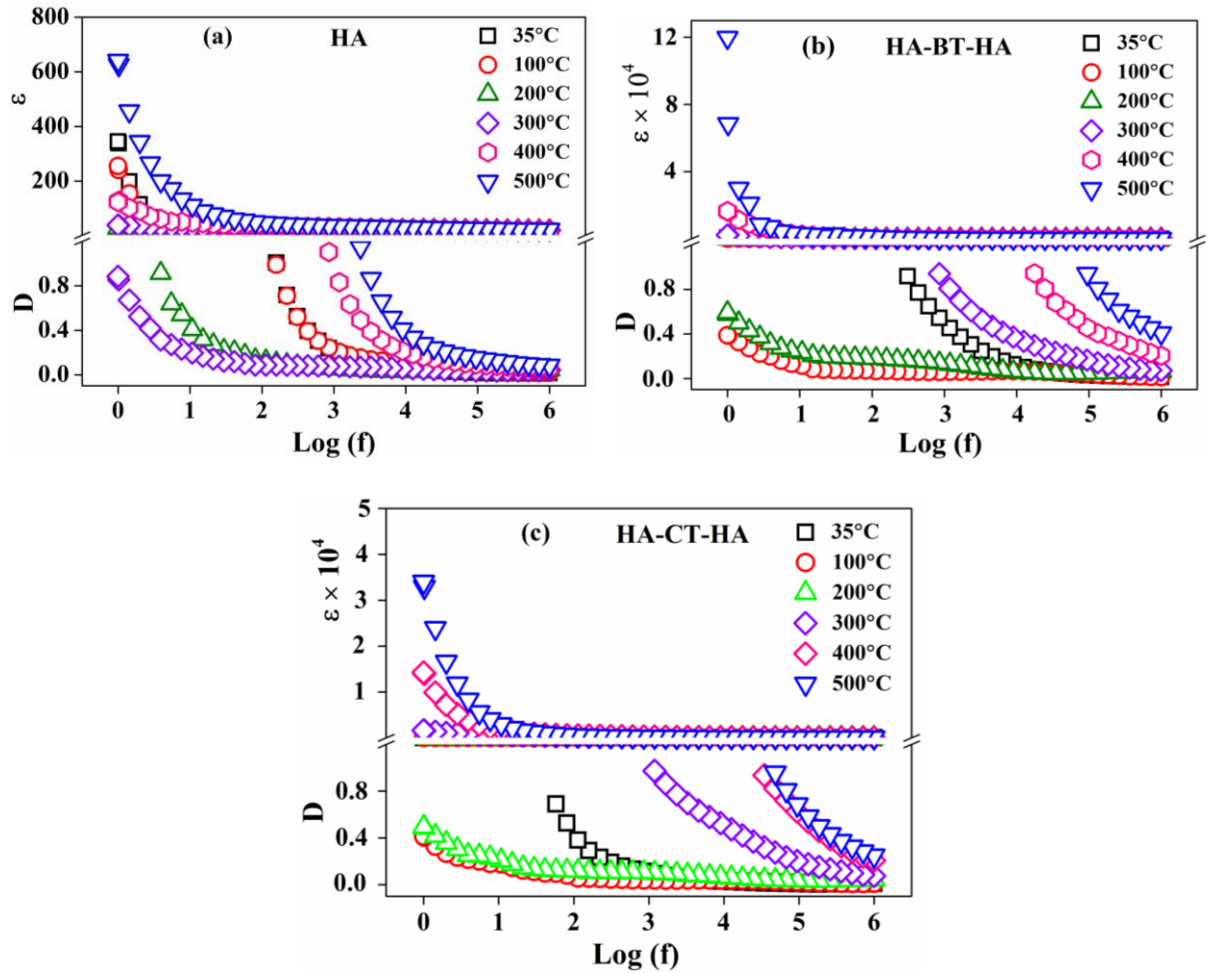 (a) HA
800
600
400
200
ε
35°C
100°C
200°C
300°C
400°C
500°C
0.8
0.4
0.0
D
0 1 2 3 4 5 6
Log (f)
(b) HA-BT-HA
12
8
4
ε × 10⁴
35°C
100°C
200°C
300°C
400°C
500°C
0.8
0.4
0.0
D
0 1 2 3 4 5 6
Log (f)
(c) HA-CT-HA
5
4
3
2
1
ε × 10⁴
35°C
100°C
200°C
300°C
400°C
500°C
0.8
0.4
0.0
D
0 1 2 3 4 5 6
Log (f)